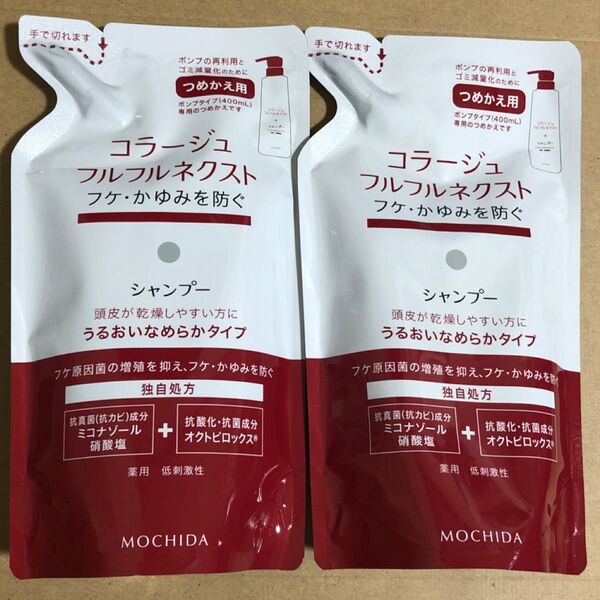 手で切れます
ポンプの再利用と
ゴミ減量化のために
つめかえ用
ポンプタイプ(400mL)
専用のつめかえです
コラージュ
フルフルネクスト
フケ・かゆみを防ぐ
シャンプー
頭皮が乾燥しやすい方に
うるおいなめらかタイプ
フケ原因菌の増殖を抑え、フケ・かゆみを防ぐ
独自処方
抗真菌(抗カビ)成分
ミコナゾール
硝酸塩
+
抗酸化・抗菌成分
オクトピロックス®
薬用 低刺激性
MOCHIDA
手で切れます
ポンプの再利用と
ゴミ減量化のために
つめかえ用
ポンプタイプ(400mL)
専用のつめかえです
コラージュ
フルフルネクスト
フケ・かゆみを防ぐ
シャンプー
頭皮が乾燥しやすい方に
うるおいなめらかタイプ
フケ原因菌の増殖を抑え、フケ・かゆみを防ぐ
独自処方
抗真菌(抗カビ)成分
ミコナゾール
硝酸塩
+
抗酸化・抗菌成分
オクトピロックス®
薬用 低刺激性
MOCHIDA